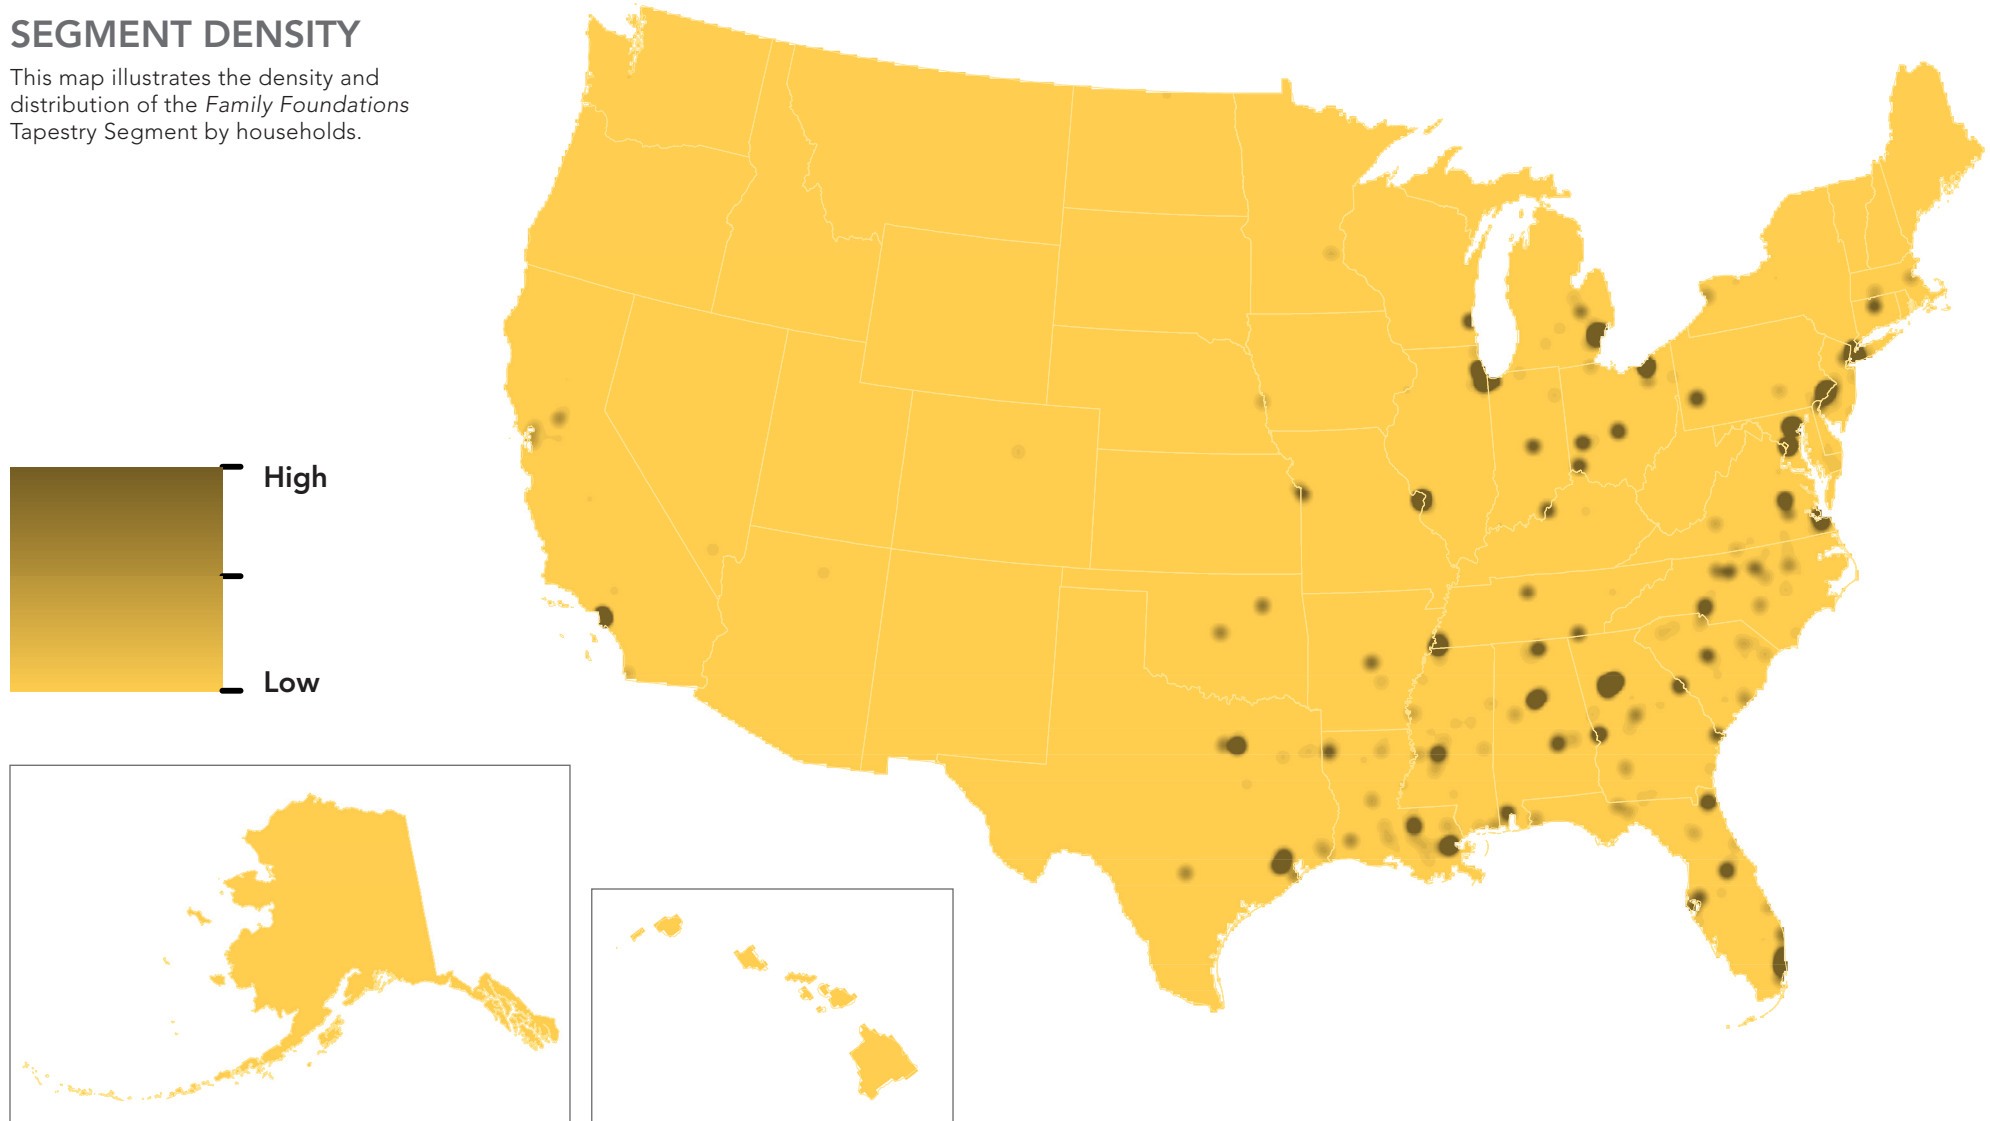 SEGMENT DENSITY
This map illustrates the density and
distribution of the Family Foundations
Tapestry Segment by households.
High
Low